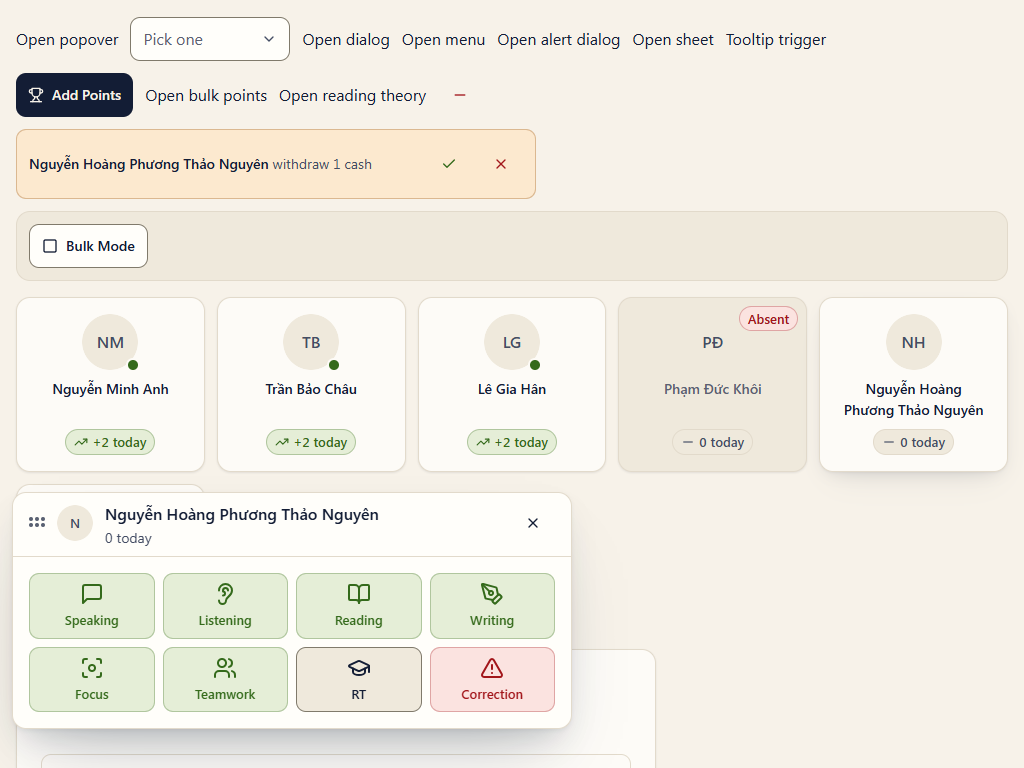 Open popover
Pick one
Open dialog
Open menu
Open alert dialog
Open sheet
Tooltip trigger
Add Points
Open bulk points
Open reading theory
Nguyễn Hoàng Phương Thảo Nguyên withdraw 1 cash
Bulk Mode
NM
Nguyễn Minh Anh
+2 today
TB
Trần Bảo Châu
+2 today
LG
Lê Gia Hân
+2 today
Absent
PĐ
Phạm Đức Khôi
0 today
NH
Nguyễn Hoàng
Phương Thảo Nguyên
0 today
N
Nguyễn Hoàng Phương Thảo Nguyên
0 today
Speaking
Listening
Reading
Writing
Focus
Teamwork
RT
Correction